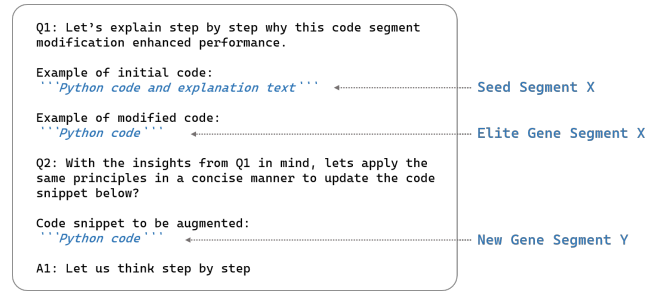 Q1: Let's explain step by step why this code segment
modification enhanced performance.
Example of initial code:
```Python code and explanation text```
Seed Segment X
Example of modified code:
```Python code```
Elite Gene Segment X
Q2: With the insights from Q1 in mind, lets apply the
same principles in a concise manner to update the code
snippet below?
Code snippet to be augmented:
```Python code```
New Gene Segment Y
A1: Let us think step by step